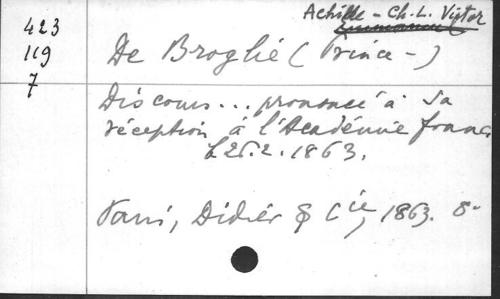 Achille - Ch.-L. Victor
423
119
7
De Broglie (Prince -)
Discours... prononcé à sa
réception à l'Académie franç
le 26.2.1863.
Paris, Didier & Cie, 1863. 8°